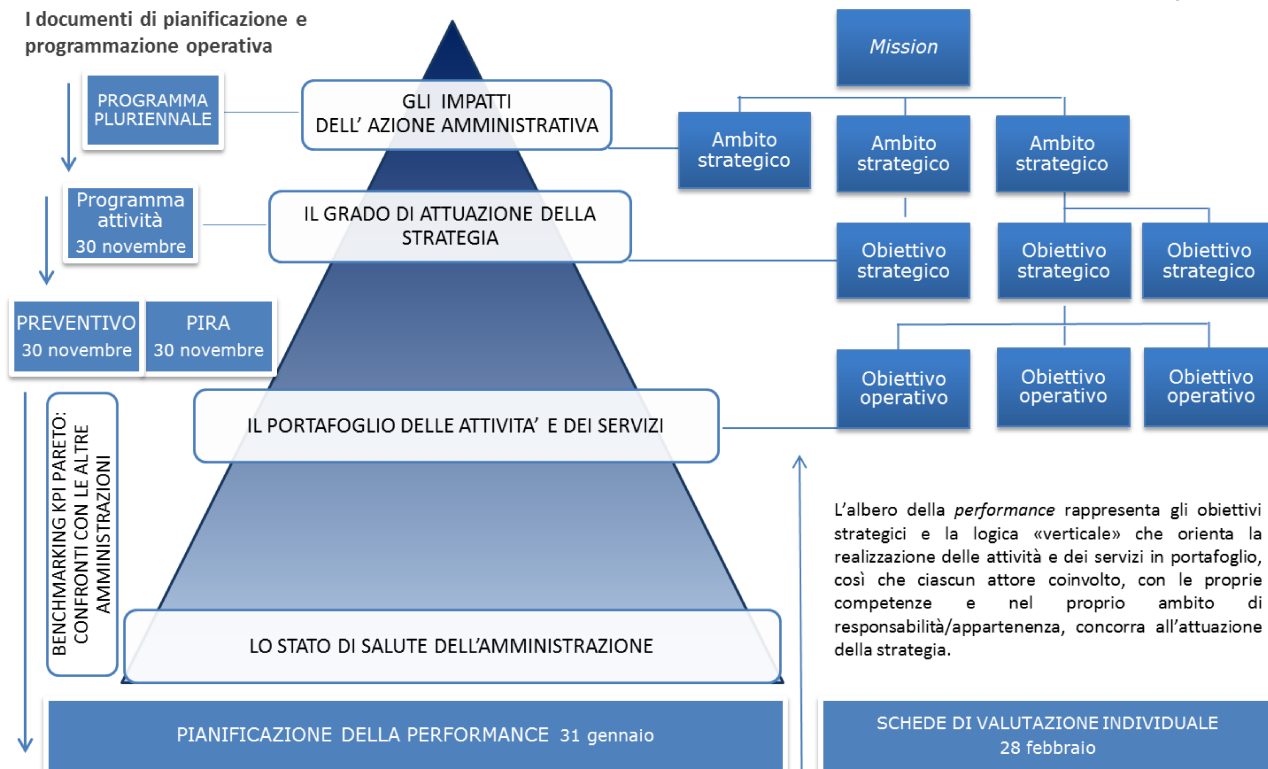 I documenti di pianificazione e
programmazione operativa
PROGRAMMA
PLURIENNALE
Programma
attività
30 novembre
PREVENTIVO
30 novembre
PIRA
30 novembre
BENCHMARKING KPI PARETO:
CONFRONTI CON LE ALTRE
AMMINISTRAZIONI
GLI IMPATTI
DELL' AZIONE AMMINISTRATIVA
IL GRADO DI ATTUAZIONE DELLA
STRATEGIA
IL PORTAFOGLIO DELLE ATTIVITA' E DEI SERVIZI
LO STATO DI SALUTE DELL'AMMINISTRAZIONE
PIANIFICAZIONE DELLA PERFORMANCE 31 gennaio
Mission
Ambito
strategico
Ambito
strategico
Ambito
strategico
Obiettivo
strategico
Obiettivo
strategico
Obiettivo
strategico
Obiettivo
operativo
Obiettivo
operativo
Obiettivo
operativo
L'albero della performance rappresenta gli obiettivi
strategici e la logica «verticale» che orienta la
realizzazione delle attività e dei servizi in portafoglio,
così che ciascun attore coinvolto, con le proprie
competenze e nel proprio ambito di
responsabilità/appartenenza, concorra all'attuazione
della strategia.
SCHEDE DI VALUTAZIONE INDIVIDUALE
28 febbraio